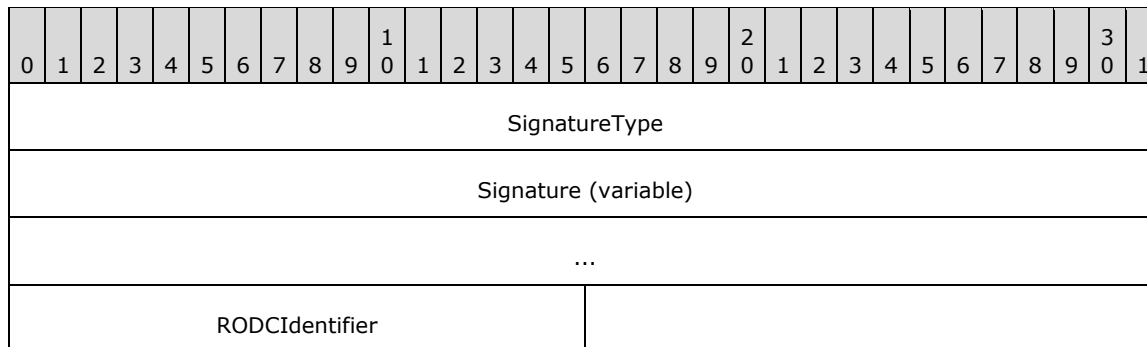 1 2 3
0 1 2 3 4 5 6 7 8 9 0 1 2 3 4 5 6 7 8 9 0 1 2 3 4 5 6 7 8 9 0 1
SignatureType
Signature (variable)
...
RODCIdentifier